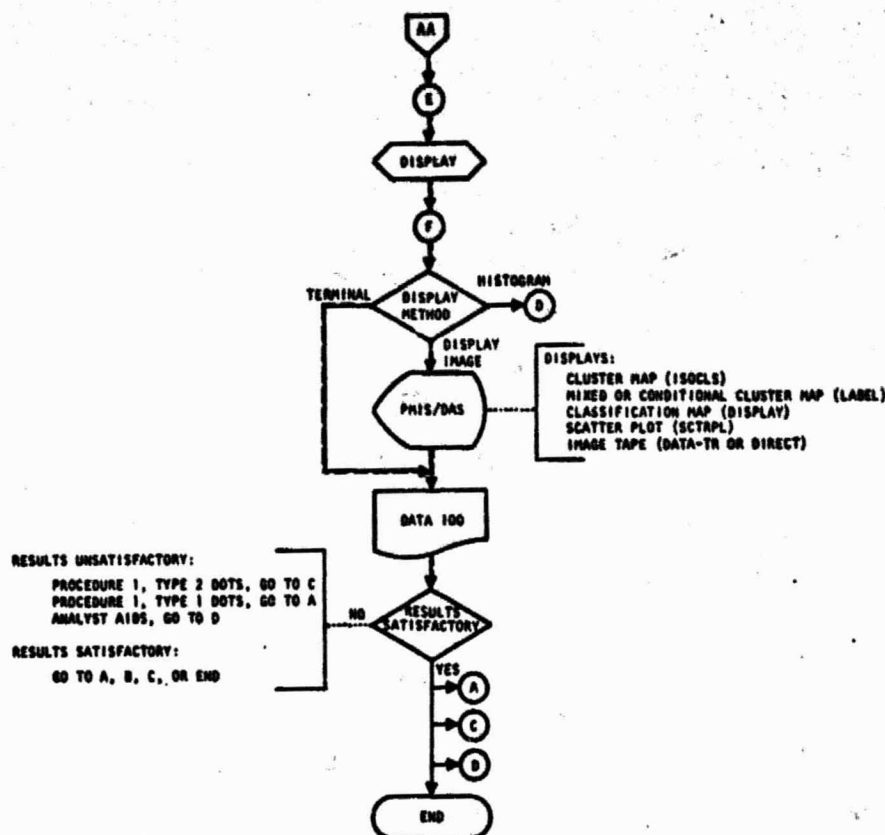 AA
E
DISPLAY
F
TERMINAL
DISPLAY
METHOD
HISTOGRAM
D
DISPLAY
IMAGE
PMIS/DAS
DISPLAYS:
CLUSTER MAP (ISOCLS)
MIXED OR CONDITIONAL CLUSTER MAP (LABEL)
CLASSIFICATION MAP (DISPLAY)
SCATTER PLOT (SCTRPL)
IMAGE TAPE (DATA-TR OR DIRECT)
DATA 100
RESULTS UNSATISFACTORY:
PROCEDURE 1, TYPE 2 DOTS, GO TO C
PROCEDURE 1, TYPE 1 DOTS, GO TO A
ANALYST AIDS, GO TO D
RESULTS SATISFACTORY:
GO TO A, B, C, OR END
NO
RESULTS
SATISFACTORY
YES
A
C
D
END